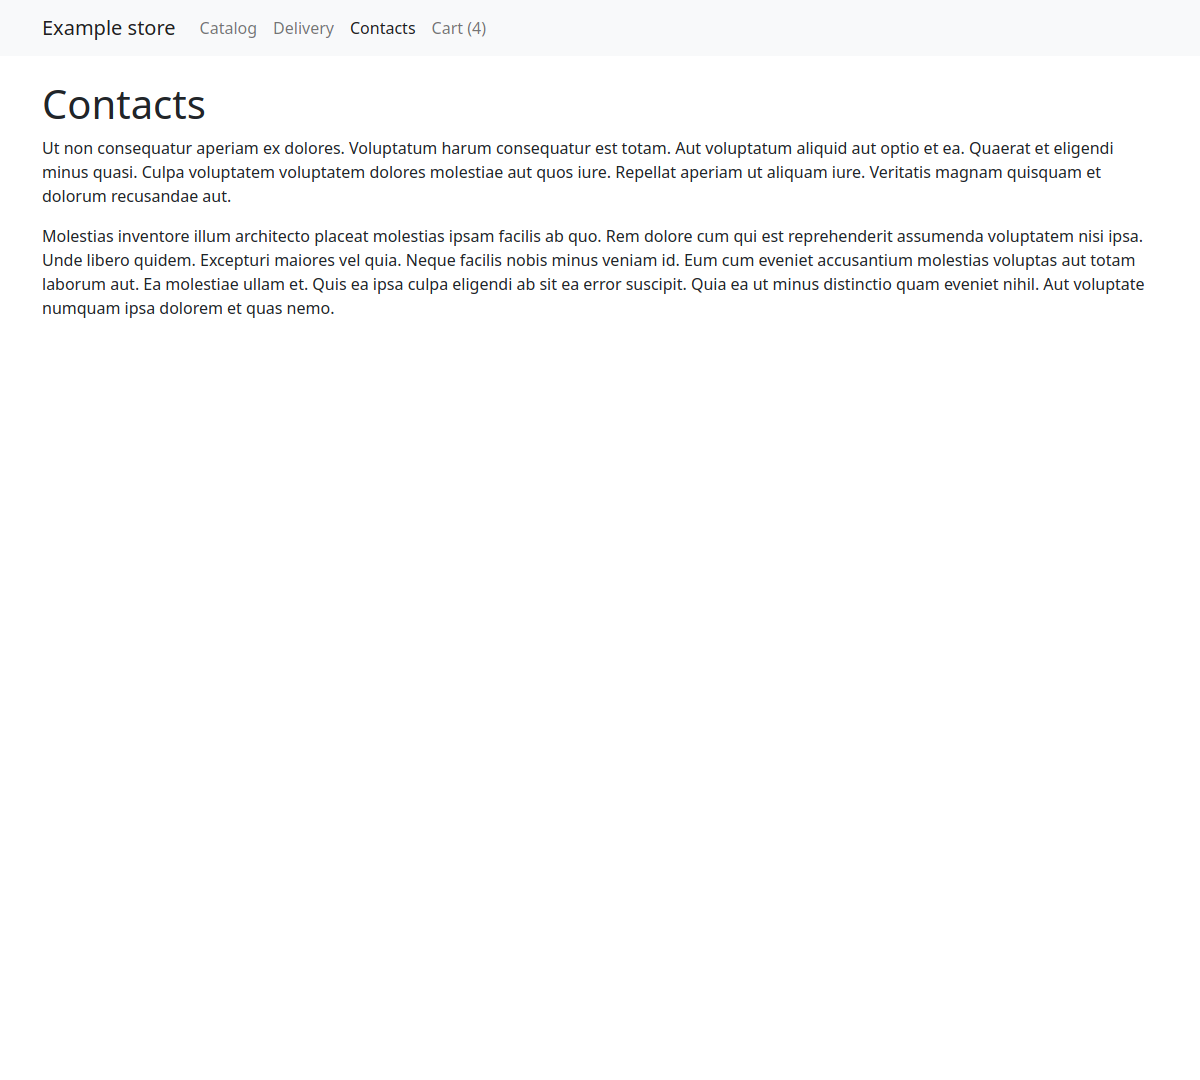 Example store Catalog Delivery Contacts Cart (4)
Contacts
Ut non consequatur aperiam ex dolores. Voluptatum harum consequatur est totam. Aut voluptatum aliquid aut optio et ea. Quaerat et eligendi
minus quasi. Culpa voluptatem voluptatem dolores molestiae aut quos iure. Repellat aperiam ut aliquam iure. Veritatis magnam quisquam et
dolorum recusandae aut.
Molestias inventore illum architecto placeat molestias ipsam facilis ab quo. Rem dolore cum qui est reprehenderit assumenda voluptatem nisi ipsa.
Unde libero quidem. Excepturi maiores vel quia. Neque facilis nobis minus veniam id. Eum cum eveniet accusantium molestias voluptas aut totam
laborum aut. Ea molestiae ullam et. Quis ea ipsa culpa eligendi ab sit ea error suscipit. Quia ea ut minus distinctio quam eveniet nihil. Aut voluptate
numquam ipsa dolorem et quas nemo.